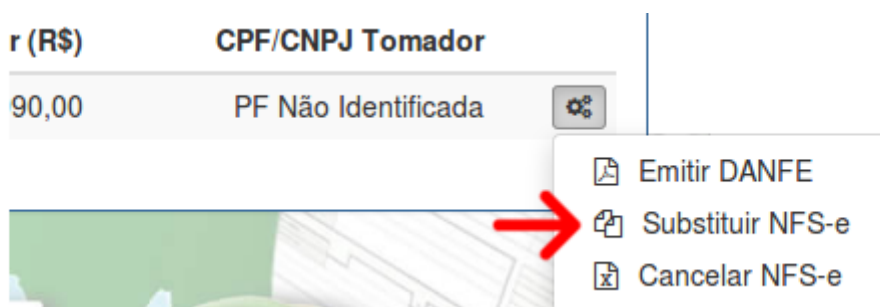 r (R$) CPF/CNPJ Tomador
90,00 PF Não Identificada
Emitir DANFE
Substituir NFS-e
Cancelar NFS-e